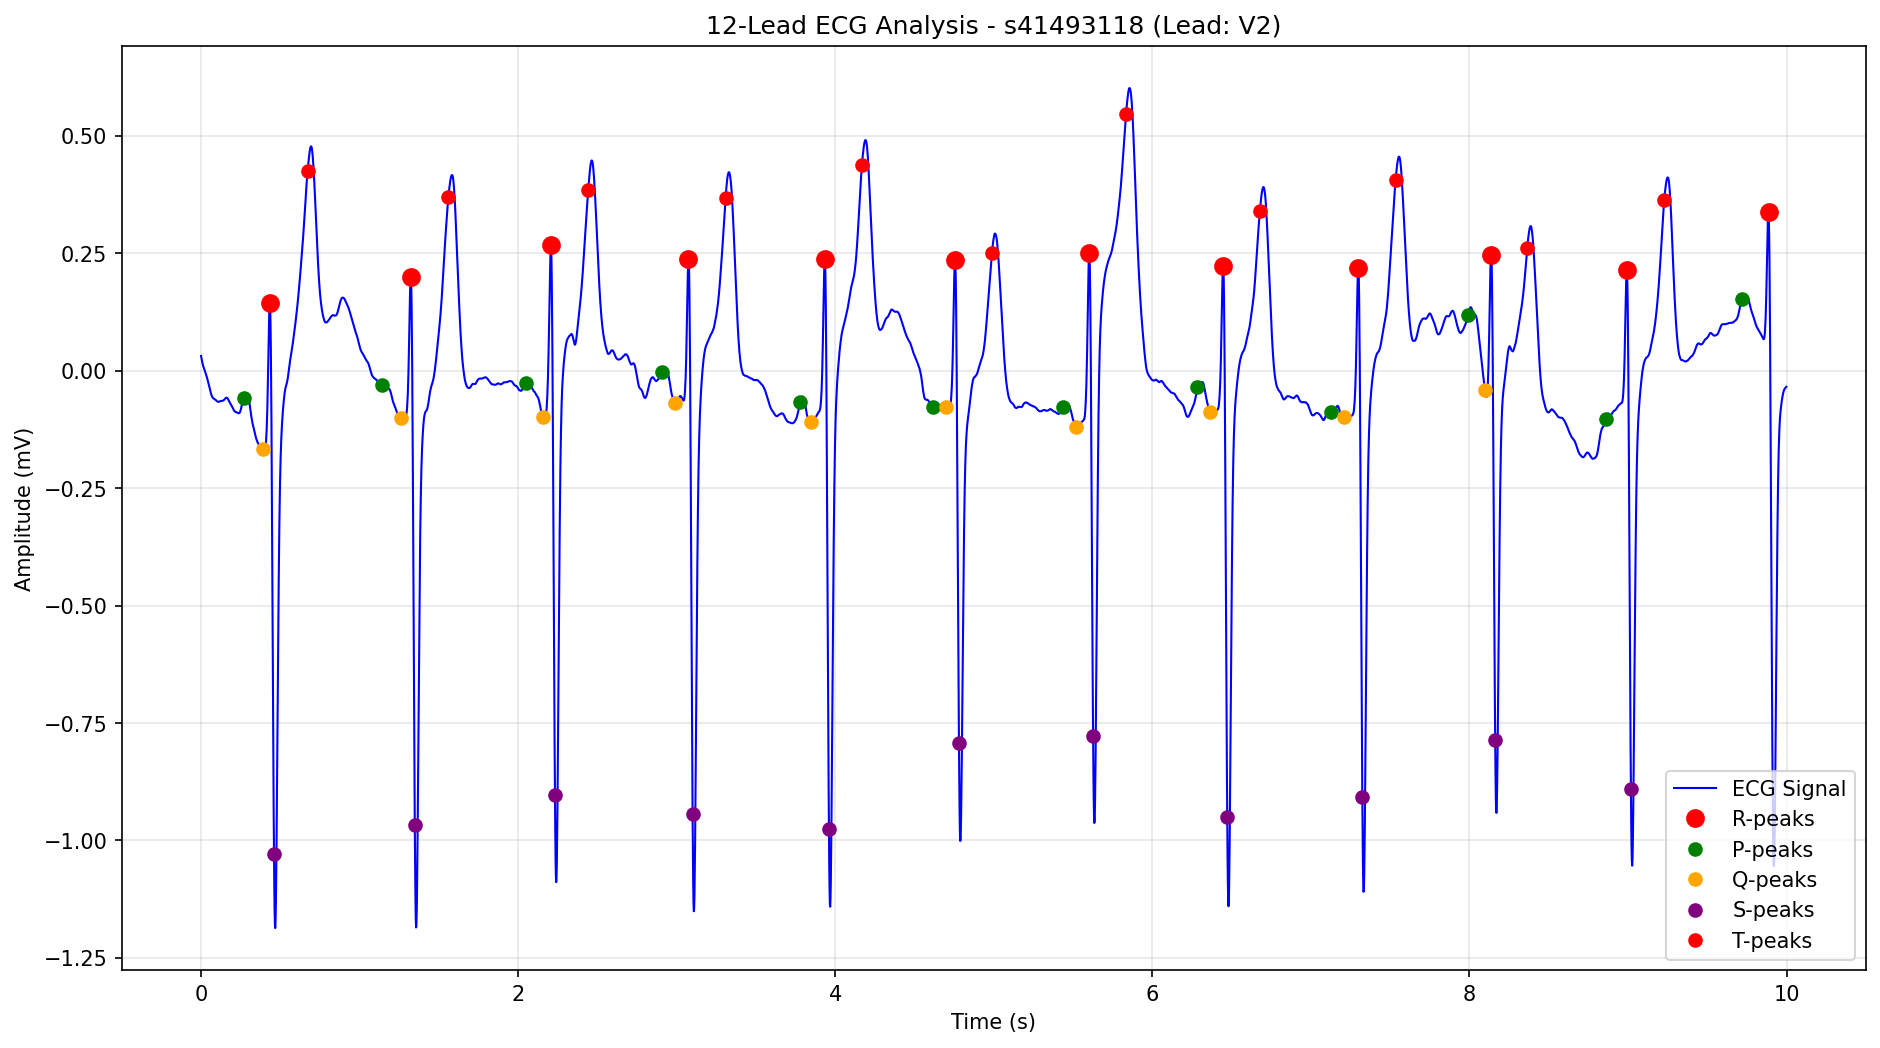 12-Lead ECG Analysis - s41493118 (Lead: V2)
Amplitude (mV)
0.50
0.25
0.00
−0.25
−0.50
−0.75
−1.00
−1.25
0 2 4 6 8 10
Time (s)
ECG Signal
R-peaks
P-peaks
Q-peaks
S-peaks
T-peaks